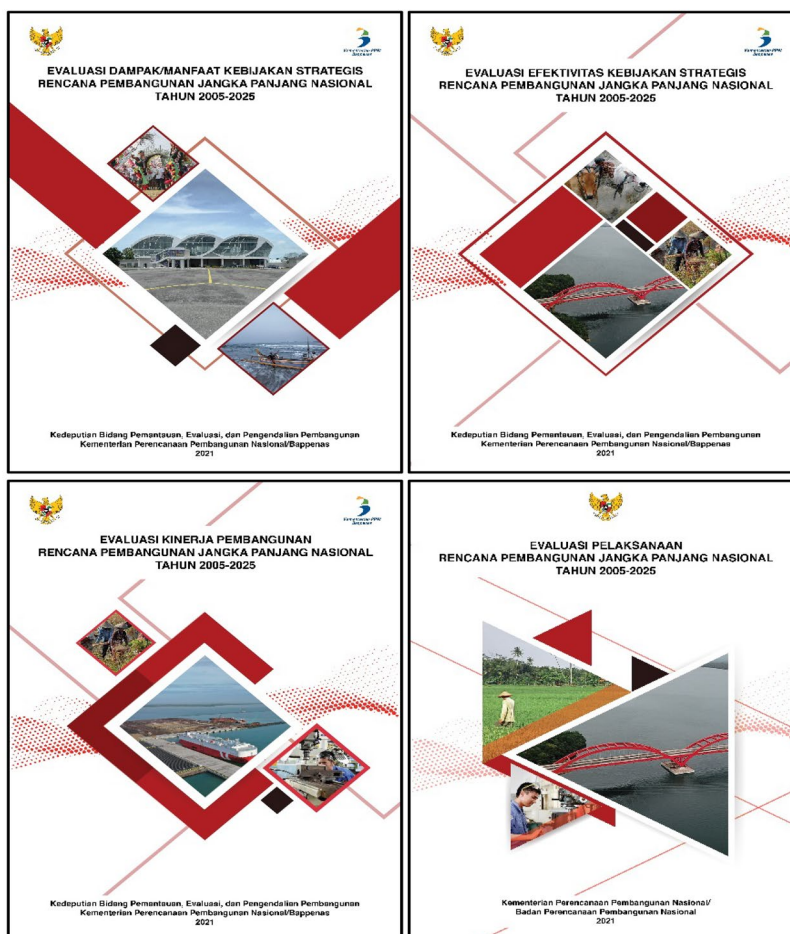 EVALUASI DAMPAK/MANFAAT KEBIJAKAN STRATEGIS
RENCANA PEMBANGUNAN JANGKA PANJANG NASIONAL
TAHUN 2005-2025
Kedeputian Bidang Pemantauan, Evaluasi, dan Pengendalian Pembangunan
Kementerian Perencanaan Pembangunan Nasional/Bappenas
2021
EVALUASI EFEKTIVITAS KEBIJAKAN STRATEGIS
RENCANA PEMBANGUNAN JANGKA PANJANG NASIONAL
TAHUN 2005-2025
Kedeputian Bidang Pemantauan, Evaluasi, dan Pengendalian Pembangunan
Kementerian Perencanaan Pembangunan Nasional/Bappenas
2021
EVALUASI KINERJA PEMBANGUNAN
RENCANA PEMBANGUNAN JANGKA PANJANG NASIONAL
TAHUN 2005-2025
Kedeputian Bidang Pemantauan, Evaluasi, dan Pengendalian Pembangunan
Kementerian Perencanaan Pembangunan Nasional/Bappenas
2021
EVALUASI PELAKSANAAN
RENCANA PEMBANGUNAN JANGKA PANJANG NASIONAL
TAHUN 2005-2025
Kementerian Perencanaan Pembangunan Nasional/
Badan Perencanaan Pembangunan Nasional
2021